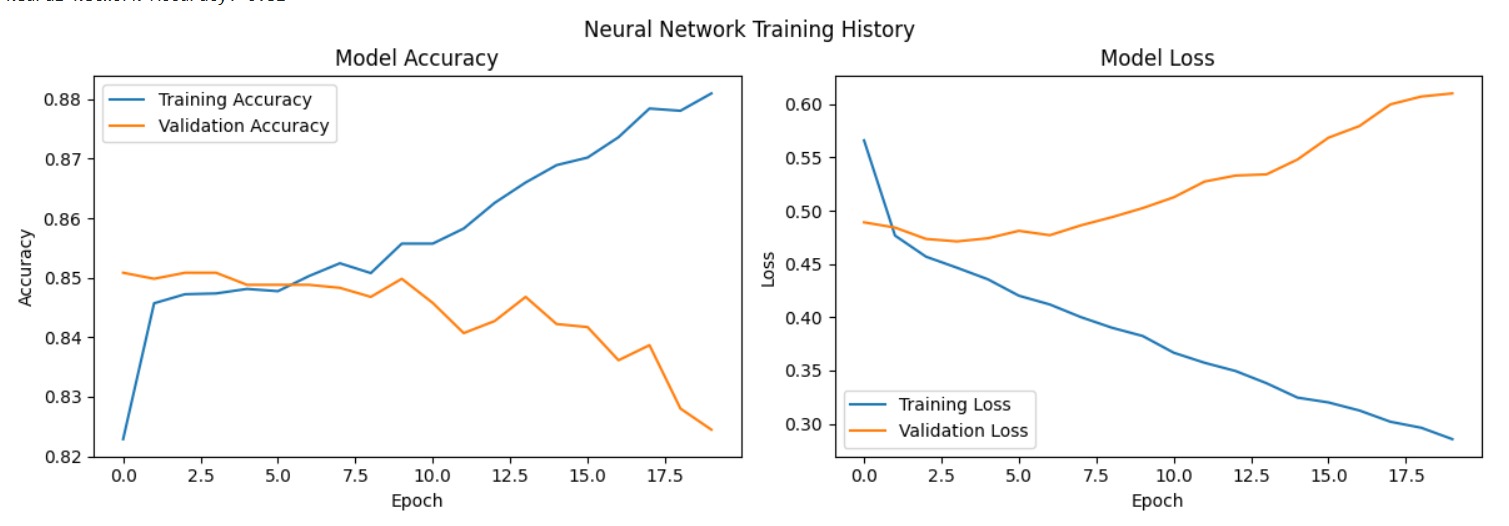 Neural Network Training History
Model Accuracy
Training Accuracy
Validation Accuracy
0.88
0.87
0.86
0.85
0.84
0.83
0.82
Accuracy
0.0 2.5 5.0 7.5 10.0 12.5 15.0 17.5
Epoch
Model Loss
0.60
0.55
0.50
0.45
0.40
0.35
0.30
Loss
Training Loss
Validation Loss
0.0 2.5 5.0 7.5 10.0 12.5 15.0 17.5
Epoch